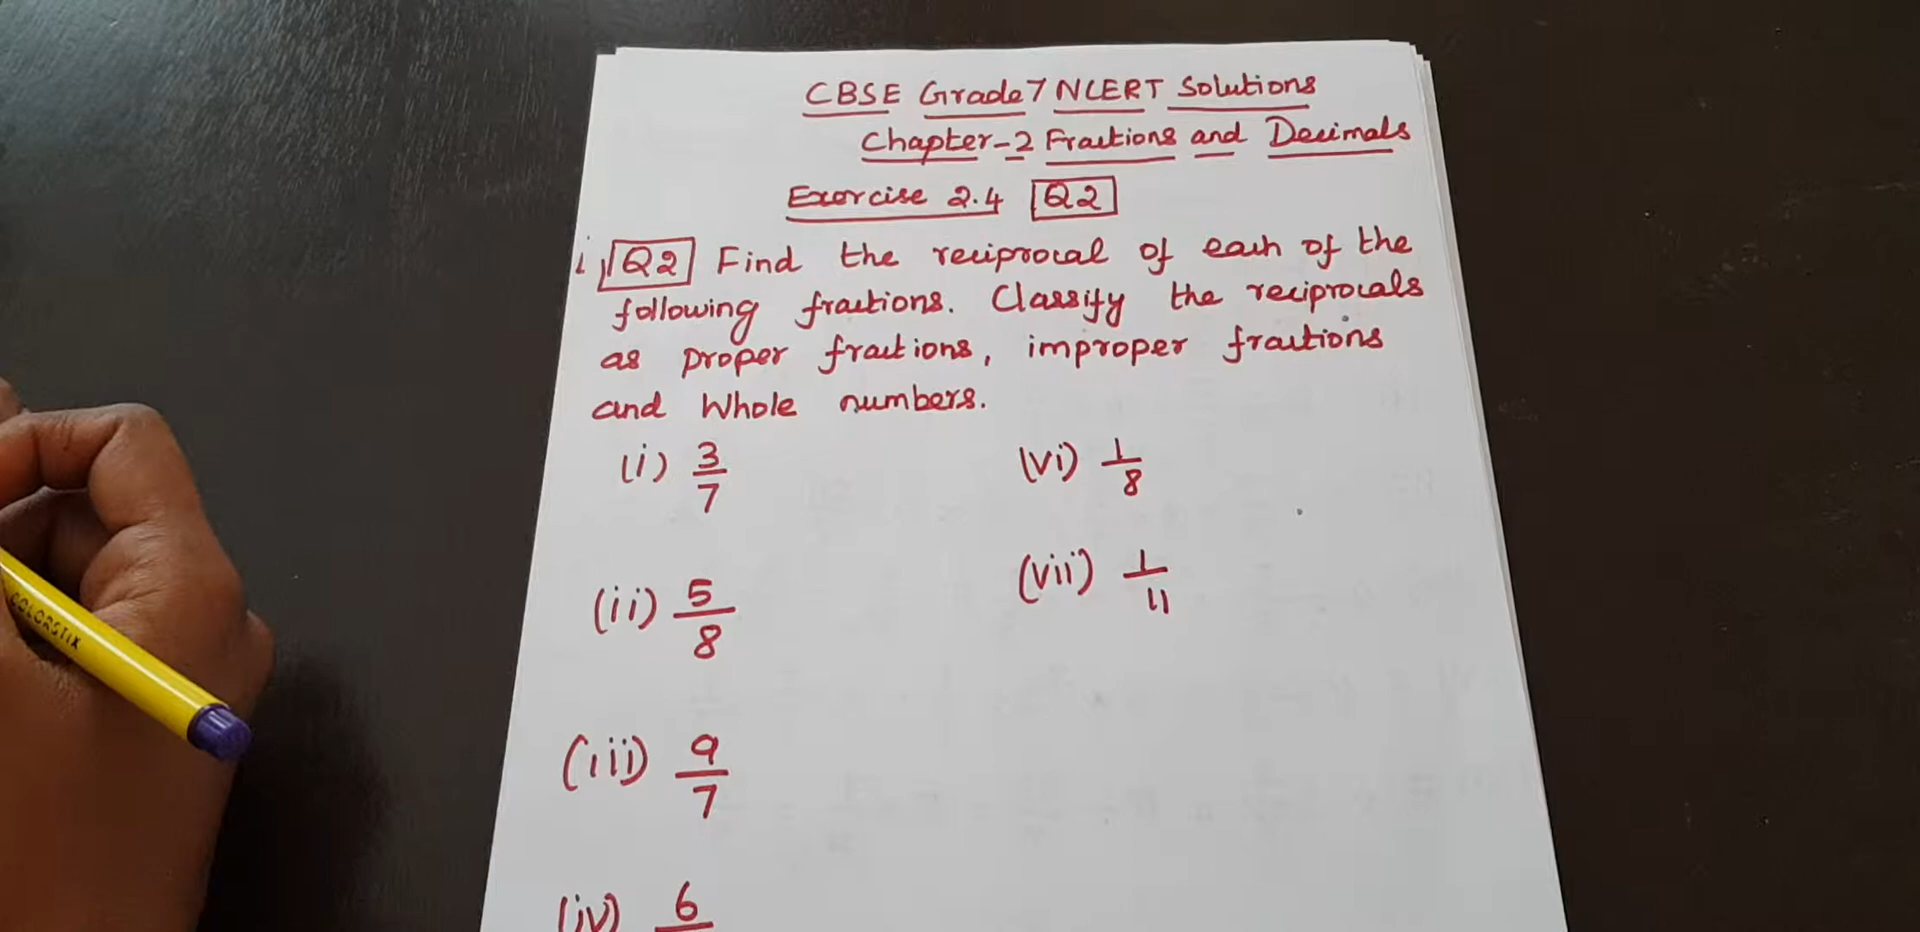 CBSE Grade 7 NCERT Solutions
Chapter-2 Fractions and Decimals
Exercise 2.4 Q2
i) Q2 Find the reciprocal of each of the
following fractions. Classify the reciprocals
as proper fractions, improper fractions
and Whole numbers.
(i) 3/7 (vi) 1/8
(ii) 5/8 (vii) 1/11
(iii) 9/7
(iv) 6
COLORSTIX